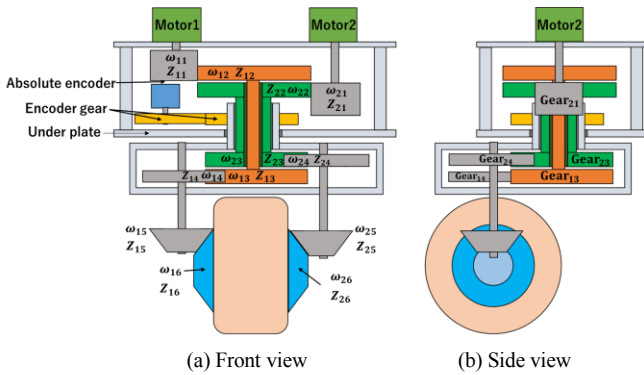 Motor1
Motor2
ω₁₁
Z₁₁
ω₁₂ Z₁₂
Absolute encoder
Z₂₂ ω₂₂
ω₂₁
Z₂₁
Encoder gear
Under plate
ω₂₃
Z₂₃
ω₂₄ Z₂₄
Z₁₄ ω₁₄
ω₁₃ Z₁₃
ω₁₅
Z₁₅
ω₂₅
Z₂₅
ω₁₆
Z₁₆
ω₂₆
Z₂₆
(a) Front view
Motor2
Gear₂₁
Gear₂₄
Gear₂₃
Gear₁₄
Gear₁₃
(b) Side view